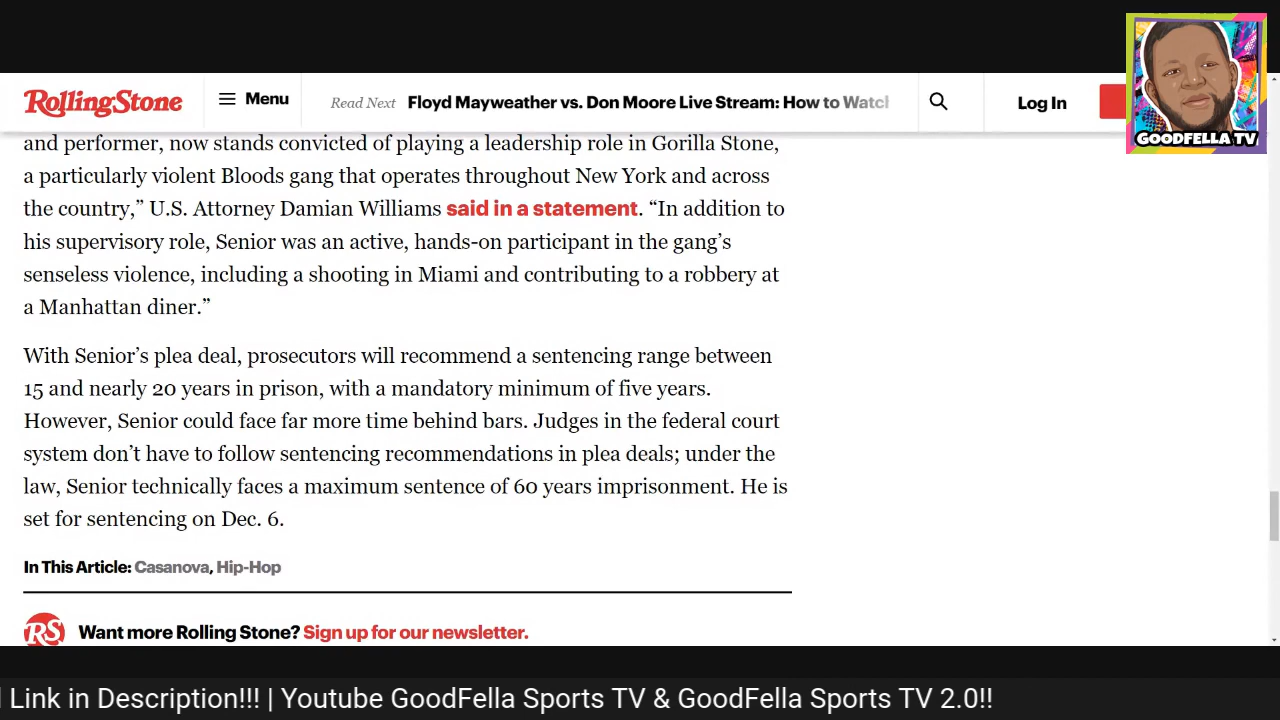 RollingStone
Menu
Read Next Floyd Mayweather vs. Don Moore Live Stream: How to Watch
Log In
GOODFELLA TV
and performer, now stands convicted of playing a leadership role in Gorilla Stone,
a particularly violent Bloods gang that operates throughout New York and across
the country,” U.S. Attorney Damian Williams said in a statement. “In addition to
his supervisory role, Senior was an active, hands-on participant in the gang’s
senseless violence, including a shooting in Miami and contributing to a robbery at
a Manhattan diner.”
With Senior’s plea deal, prosecutors will recommend a sentencing range between
15 and nearly 20 years in prison, with a mandatory minimum of five years.
However, Senior could face far more time behind bars. Judges in the federal court
system don’t have to follow sentencing recommendations in plea deals; under the
law, Senior technically faces a maximum sentence of 60 years imprisonment. He is
set for sentencing on Dec. 6.
In This Article: Casanova, Hip-Hop
RS
Want more Rolling Stone? Sign up for our newsletter.
Link in Description!!! | Youtube GoodFella Sports TV & GoodFella Sports TV 2.0!!